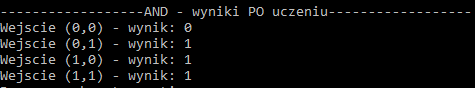 ------------------AND - wyniki PO uczeniu------------------
Wejscie (0,0) - wynik: 0
Wejscie (0,1) - wynik: 1
Wejscie (1,0) - wynik: 1
Wejscie (1,1) - wynik: 1